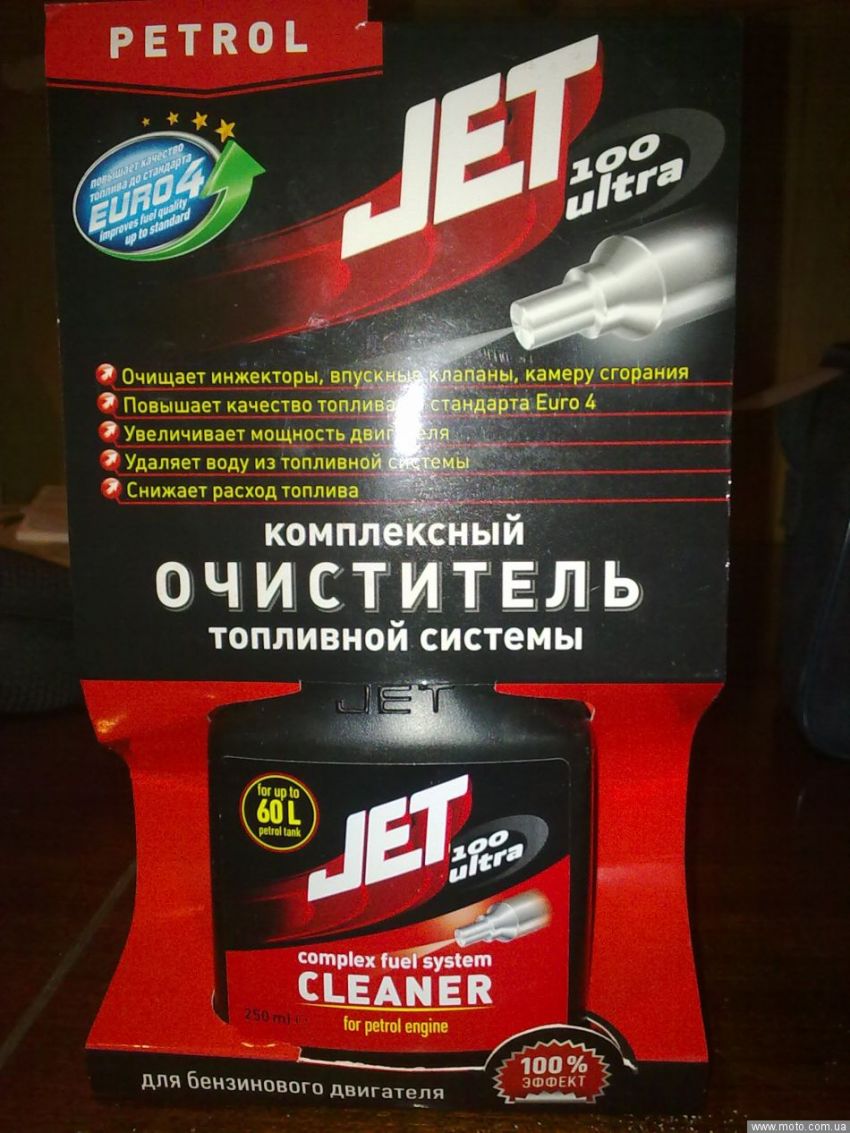 PETROL
повышает качество
топлива до стандарта
EURO 4
improves fuel quality
up to standard
JET
100
ultra
Очищает инжекторы, впускные клапаны, камеру сгорания
Повышает качество топлива стандарта Euro 4
Увеличивает мощность двигателя
Удаляет воду из топливной системы
Снижает расход топлива
комплексный
ОЧИСТИТЕЛЬ
топливной системы
JET
for up to
60 L
petrol tank
JET
100
ultra
complex fuel system
CLEANER
250 ml
for petrol engine
100%
ЭФФЕКТ
для бензинового двигателя
www.moto.com.ua